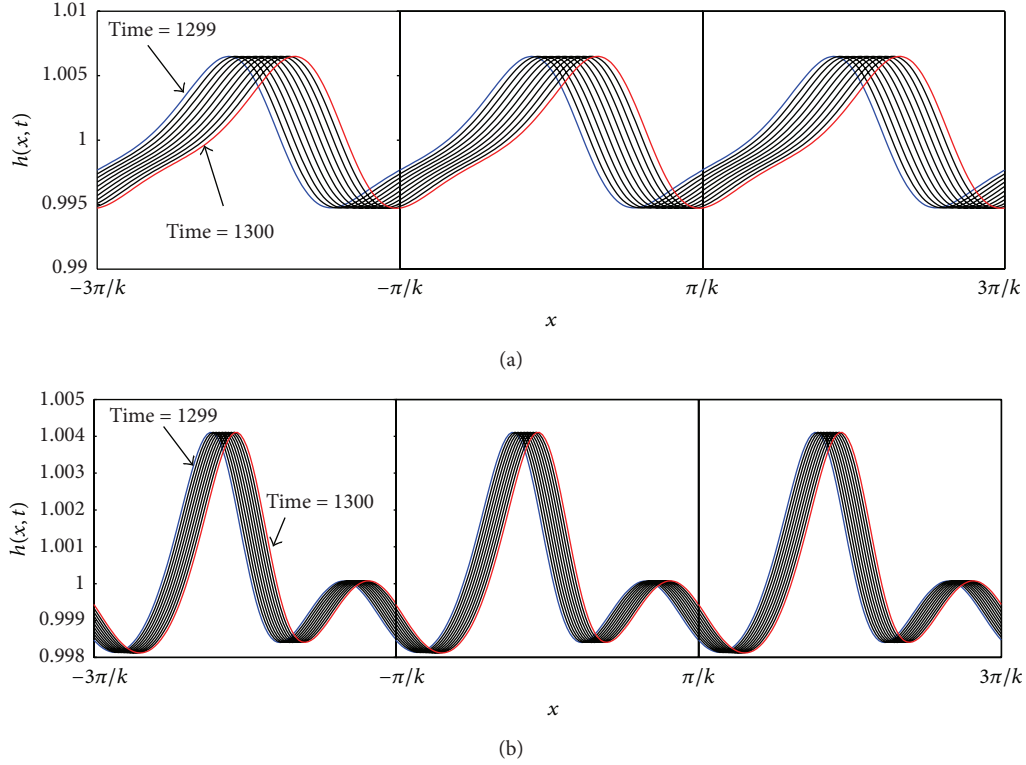 1.01
Time = 1299
1.005
h(x, t)
1
0.995
Time = 1300
0.99
−3π/k
−π/k
π/k
3π/k
x
(a)
1.005
Time = 1299
1.004
1.003
Time = 1300
1.002
h(x, t)
1.001
1
0.999
0.998
−3π/k
−π/k
π/k
3π/k
x
(b)